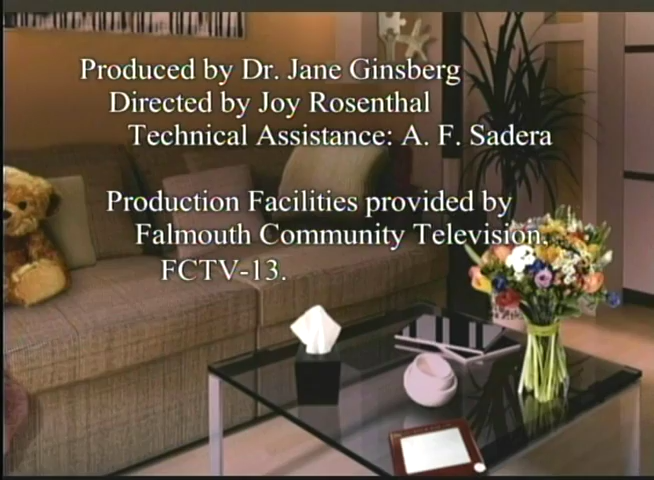 Produced by Dr. Jane Ginsberg
Directed by Joy Rosenthal
Technical Assistance: A. F. Sadera
Production Facilities provided by
Falmouth Community Television,
FCTV-13.